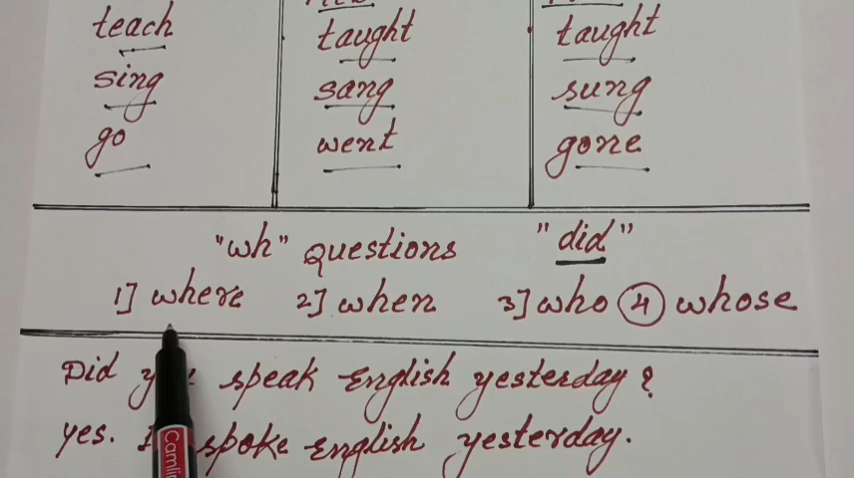 teach taught taught
sing sang sung
go went gone
"wh" Questions "did"
1] where 2] when 3] who 4 whose
Did speak English yesterday?
yes. spoke English yesterday.
Camlin